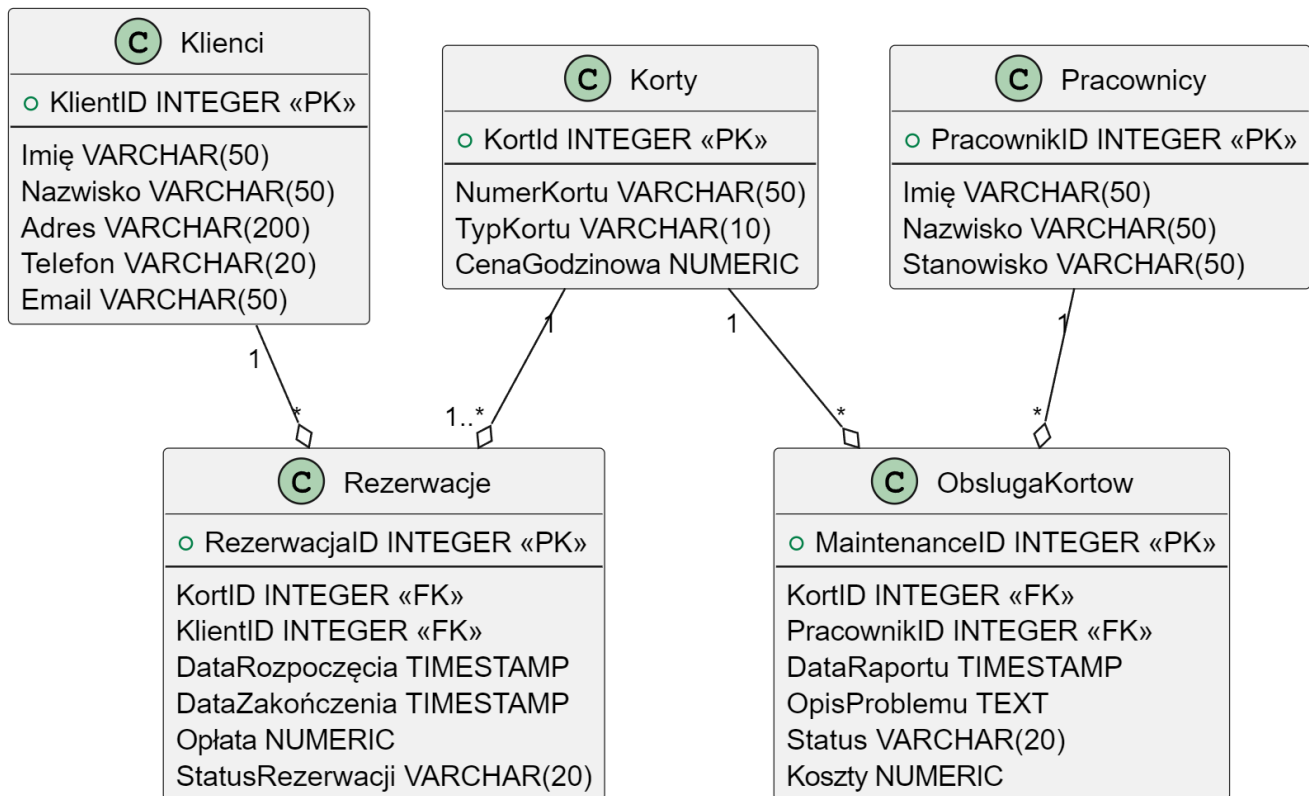 C Klienci
KlientID INTEGER «PK»
Imię VARCHAR(50)
Nazwisko VARCHAR(50)
Adres VARCHAR(200)
Telefon VARCHAR(20)
Email VARCHAR(50)
C Korty
KortId INTEGER «PK»
NumerKortu VARCHAR(50)
TypKortu VARCHAR(10)
CenaGodzinowa NUMERIC
C Pracownicy
PracownikID INTEGER «PK»
Imię VARCHAR(50)
Nazwisko VARCHAR(50)
Stanowisko VARCHAR(50)
1
*
1
1..*
1
*
1
*
C Rezerwacje
RezerwacjaID INTEGER «PK»
KortID INTEGER «FK»
KlientID INTEGER «FK»
DataRozpoczęcia TIMESTAMP
DataZakończenia TIMESTAMP
Opłata NUMERIC
StatusRezerwacji VARCHAR(20)
C ObslugaKortow
MaintenanceID INTEGER «PK»
KortID INTEGER «FK»
PracownikID INTEGER «FK»
DataRaportu TIMESTAMP
OpisProblemu TEXT
Status VARCHAR(20)
Koszty NUMERIC